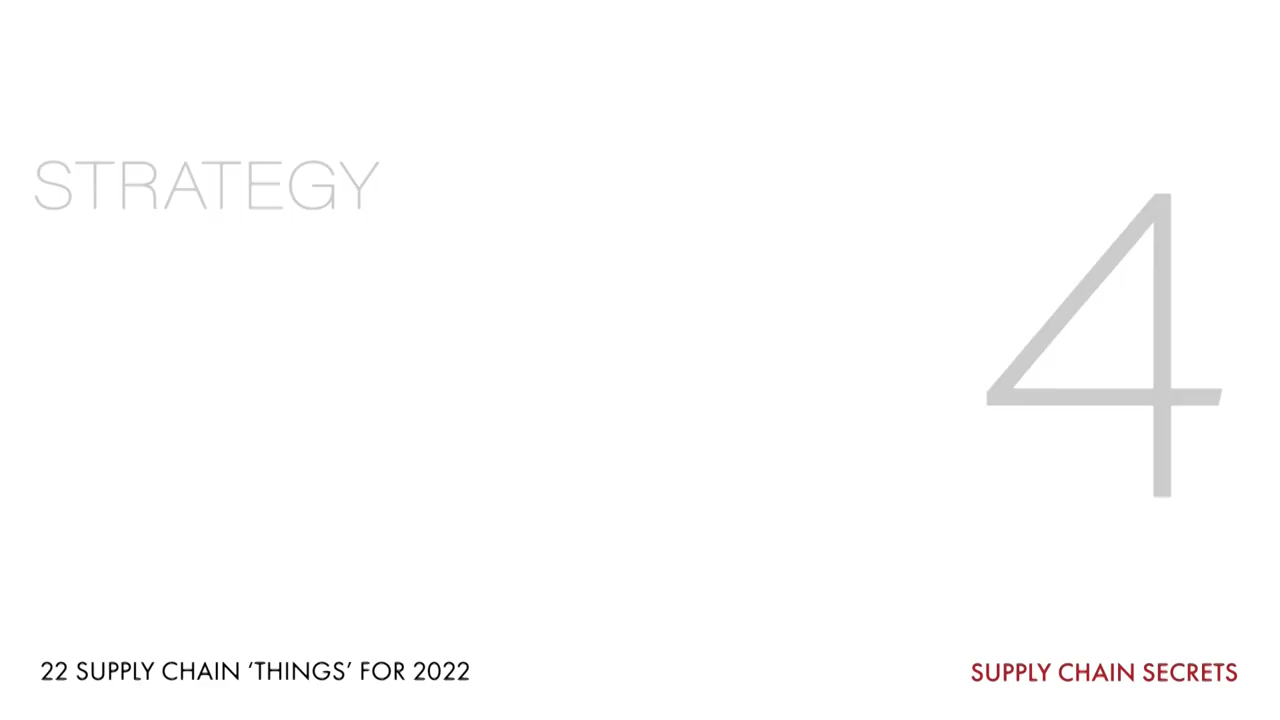 STRATEGY
4
22 SUPPLY CHAIN ‘THINGS’ FOR 2022
SUPPLY CHAIN SECRETS